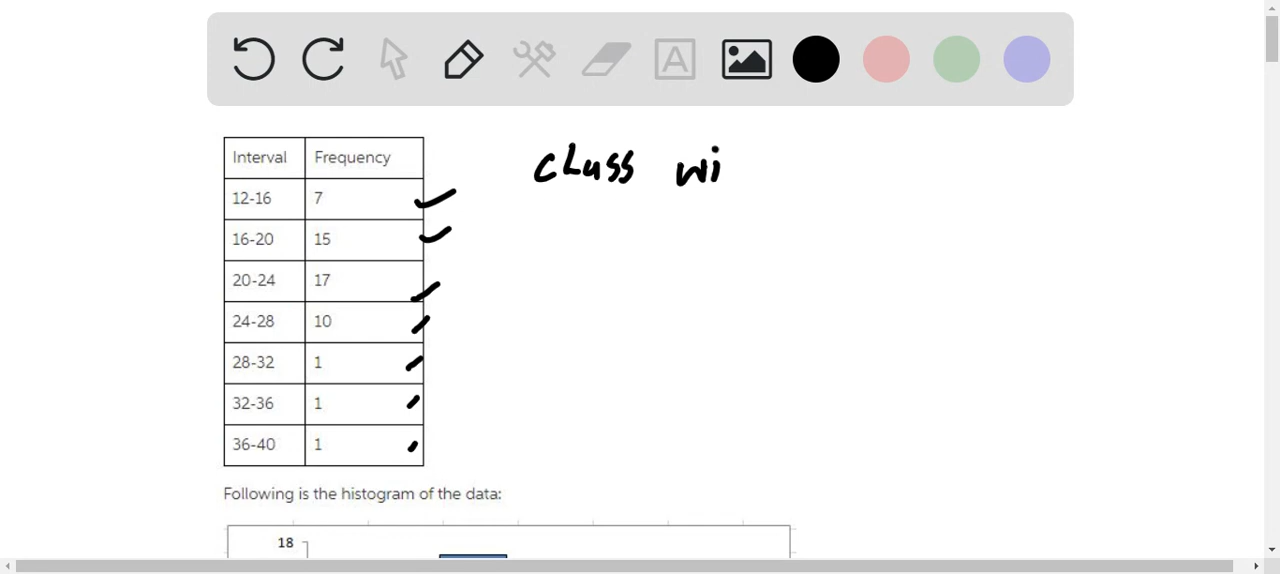 A
class wi
Interval Frequency
12-16 7
16-20 15
20-24 17
24-28 10
28-32 1
32-36 1
36-40 1
Following is the histogram of the data:
18